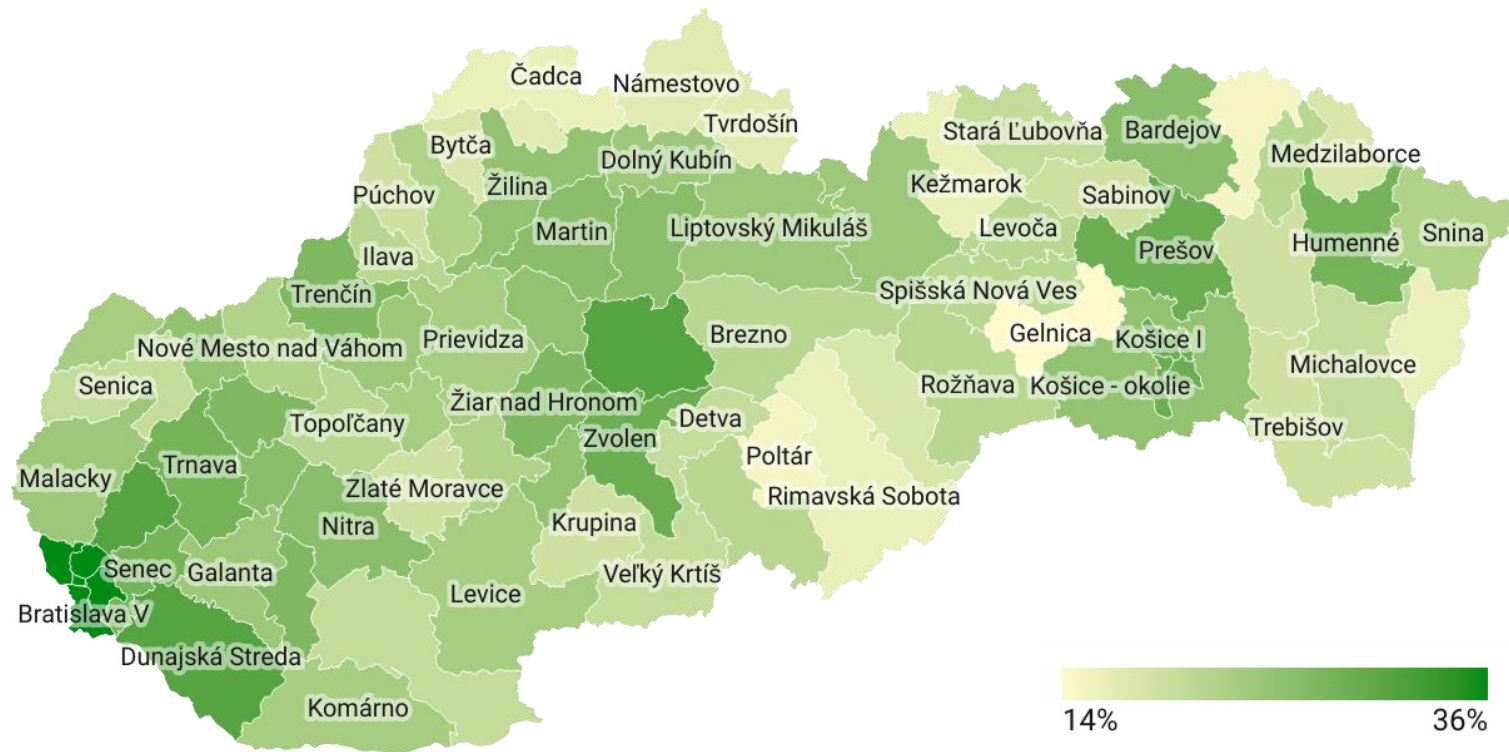 Čadca
Námestovo
Tvrdošín
Bytča
Dolný Kubín
Stará Ľubovňa
Bardejov
Medzilaborce
Púchov
Žilina
Kežmarok
Sabinov
Ilava
Martin
Liptovský Mikuláš
Levoča
Prešov
Humenné
Snina
Trenčín
Spišská Nová Ves
Nové Mesto nad Váhom
Prievidza
Brezno
Gelnica
Košice I
Senica
Žiar nad Hronom
Rožňava
Košice - okolie
Michalovce
Topoľčany
Zvolen
Detva
Trebišov
Malacky
Trnava
Zlaté Moravce
Poltár
Rimavská Sobota
Nitra
Krupina
Senec
Galanta
Levice
Veľký Krtíš
Bratislava V
Dunajská Streda
Komárno
14%
36%